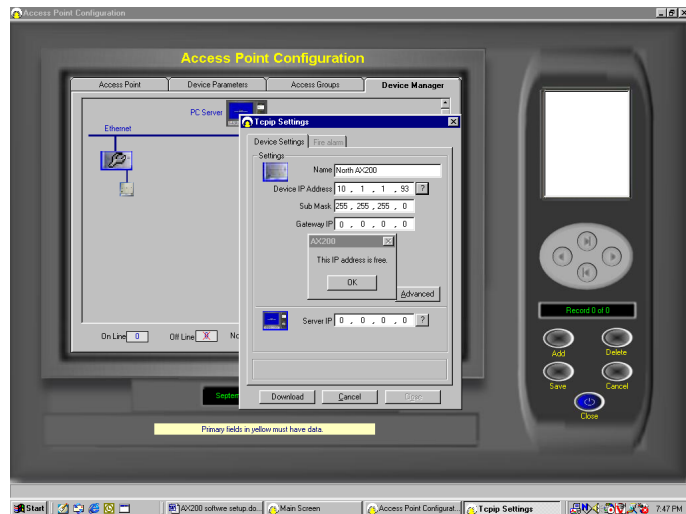 Access Point Configuration
Access Point Configuration
Access Point
Device Parameters
Access Groups
Device Manager
PC Server
Ethernet
Tcpip Settings
Device Settings
Fire alarm
Settings
Name North AX200
Device IP Address 10 . 1 . 1 . 93 ?
Sub Mask 255 . 255 . 255 . 0
Gateway IP 0 . 0 . 0 . 0
AX200
This IP address is free.
OK
Advanced
Server IP 0 . 0 . 0 . 0 ?
On Line 0
Off Line
Record 0 of 0
Add
Delete
Save
Cancel
Close
Download
Cancel
Close
Primary fields in yellow must have data.
Start
AX200 softwre setup.do...
Main Screen
Access Point Configurat...
Tcpip Settings
7:47 PM